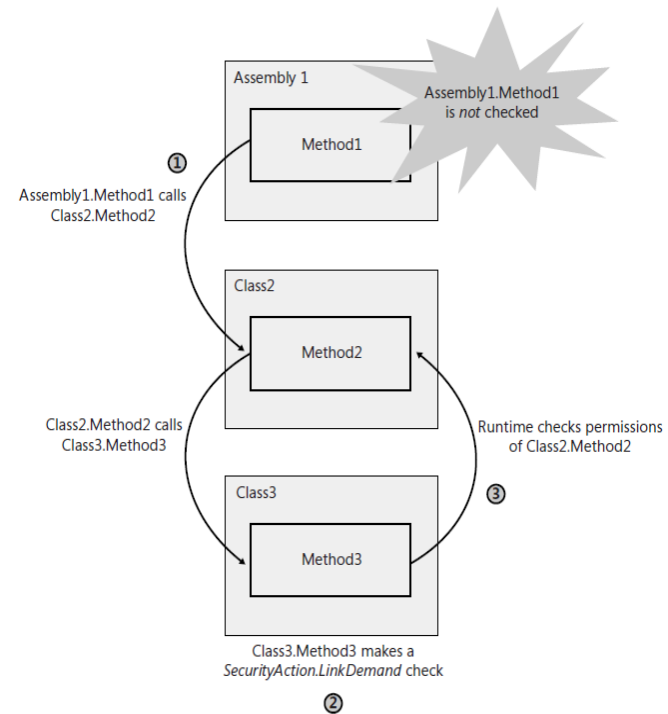 Assembly 1
Assembly1.Method1
is not checked
Method1
1
Assembly1.Method1 calls
Class2.Method2
Class2
Method2
Class2.Method2 calls
Class3.Method3
Runtime checks permissions
of Class2.Method2
3
Class3
Method3
Class3.Method3 makes a
SecurityAction.LinkDemand check
2